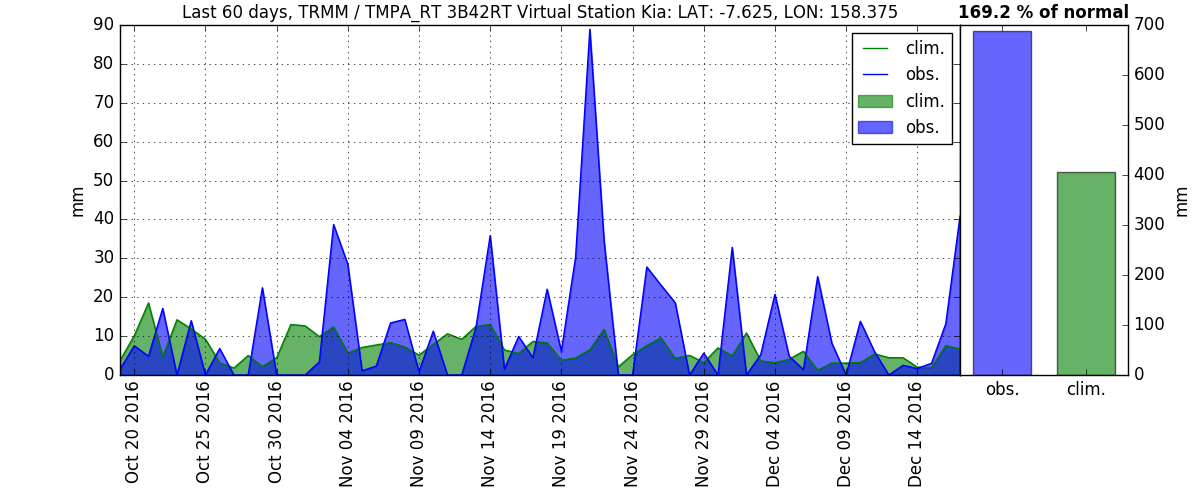 Last 60 days, TRMM / TMPA_RT 3B42RT Virtual Station Kia: LAT: -7.625, LON: 158.375
169.2 % of normal
90
80
70
60
50
40
30
20
10
0
mm
clim.
obs.
clim.
obs.
Oct 20 2016
Oct 25 2016
Oct 30 2016
Nov 04 2016
Nov 09 2016
Nov 14 2016
Nov 19 2016
Nov 24 2016
Nov 29 2016
Dec 04 2016
Dec 09 2016
Dec 14 2016
700
600
500
400
300
200
100
0
mm
obs.
clim.